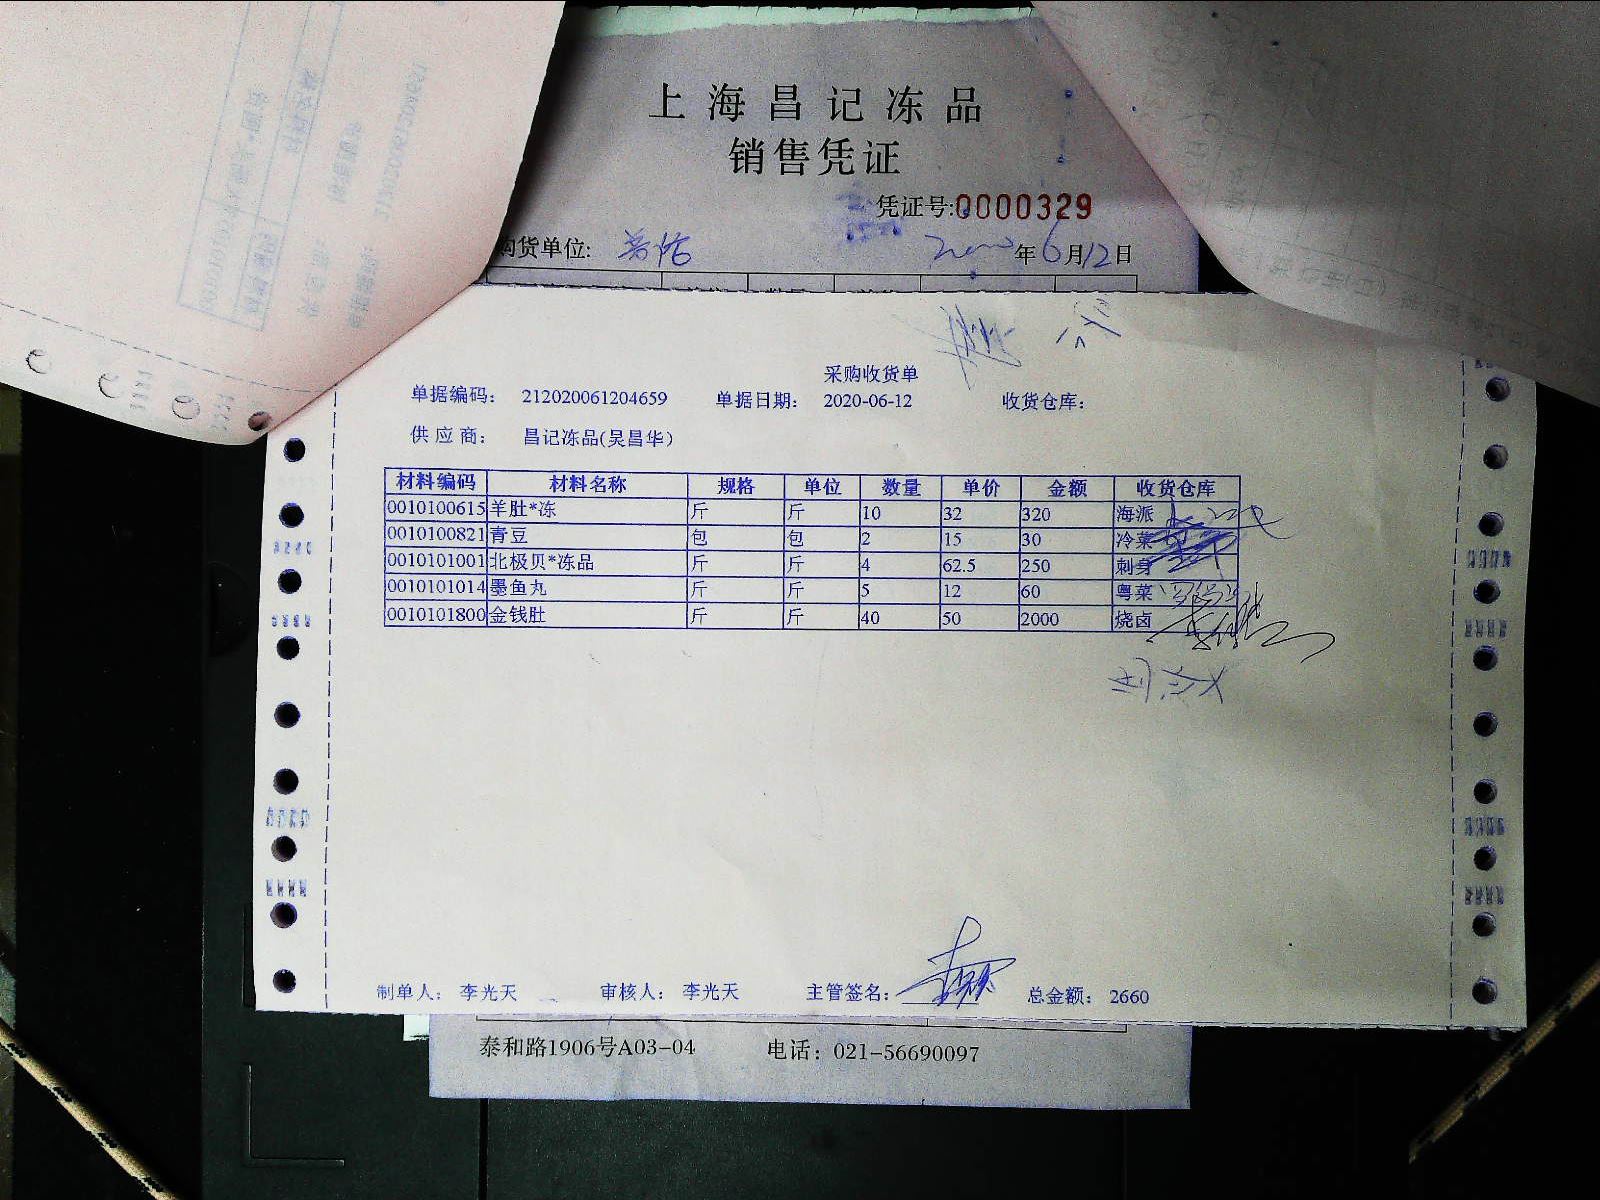 上海昌记冻品
销售凭证
凭证号:0000329
购货单位:
年6月12日
采购收货单
单据编码: 212020061204659 单据日期: 2020-06-12 收货仓库:
供应商: 昌记冻品(吴昌华)
材料编码 材料名称 规格 单位 数量 单价 金额 收货仓库
0010100615 羊肚*冻 斤 斤 10 32 320 海派
0010100821 青豆 包 包 2 15 30 冷菜
0010101001 北极贝*冻品 斤 斤 4 62.5 250 刺身
0010101014 墨鱼丸 斤 斤 5 12 60 粤菜
0010101800 金钱肚 斤 斤 40 50 2000 烧卤
制单人: 李光天 审核人: 李光天 主管签名: 总金额: 2660
泰和路1906号A03-04 电话: 021-56690097